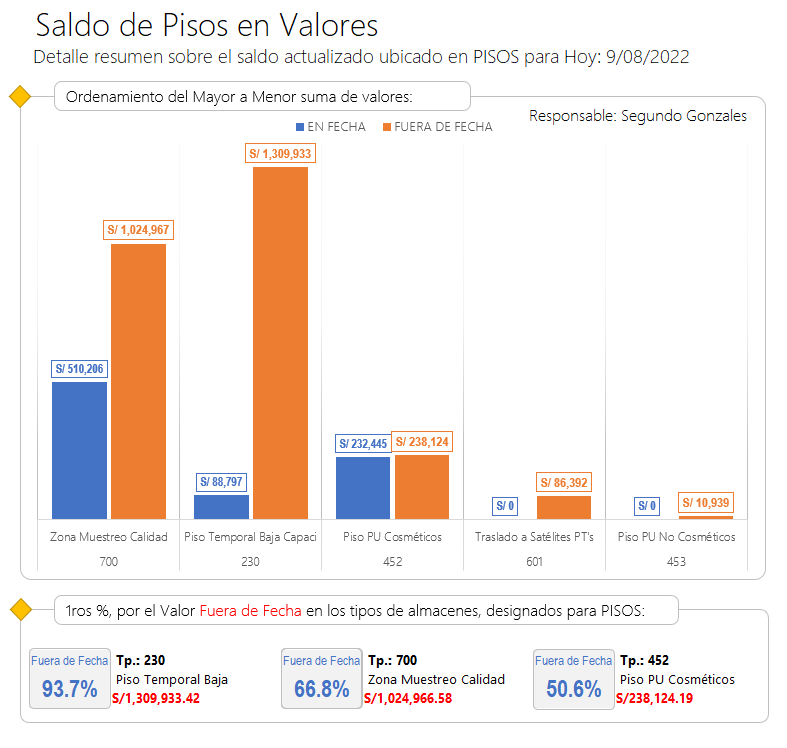 Saldo de Pisos en Valores
Detalle resumen sobre el saldo actualizado ubicado en PISOS para Hoy: 9/08/2022
Ordenamiento del Mayor a Menor suma de valores:
Responsable: Segundo Gonzales
EN FECHA FUERA DE FECHA
S/ 1,309,933
S/ 1,024,967
S/ 510,206
S/ 232,445 S/ 238,124
S/ 88,797 S/ 86,392
S/ 0 S/ 0 S/ 10,939
Zona Muestreo Calidad Piso Temporal Baja Capaci Piso PU Cosméticos Traslado a Satélites PT's Piso PU No Cosméticos
700 230 452 601 453
1ros %, por el Valor Fuera de Fecha en los tipos de almacenes, designados para PISOS:
Fuera de Fecha
93.7%
Tp.: 230
Piso Temporal Baja
S/1,309,933.42
Fuera de Fecha
66.8%
Tp.: 700
Zona Muestreo Calidad
S/1,024,966.58
Fuera de Fecha
50.6%
Tp.: 452
Piso PU Cosméticos
S/238,124.19